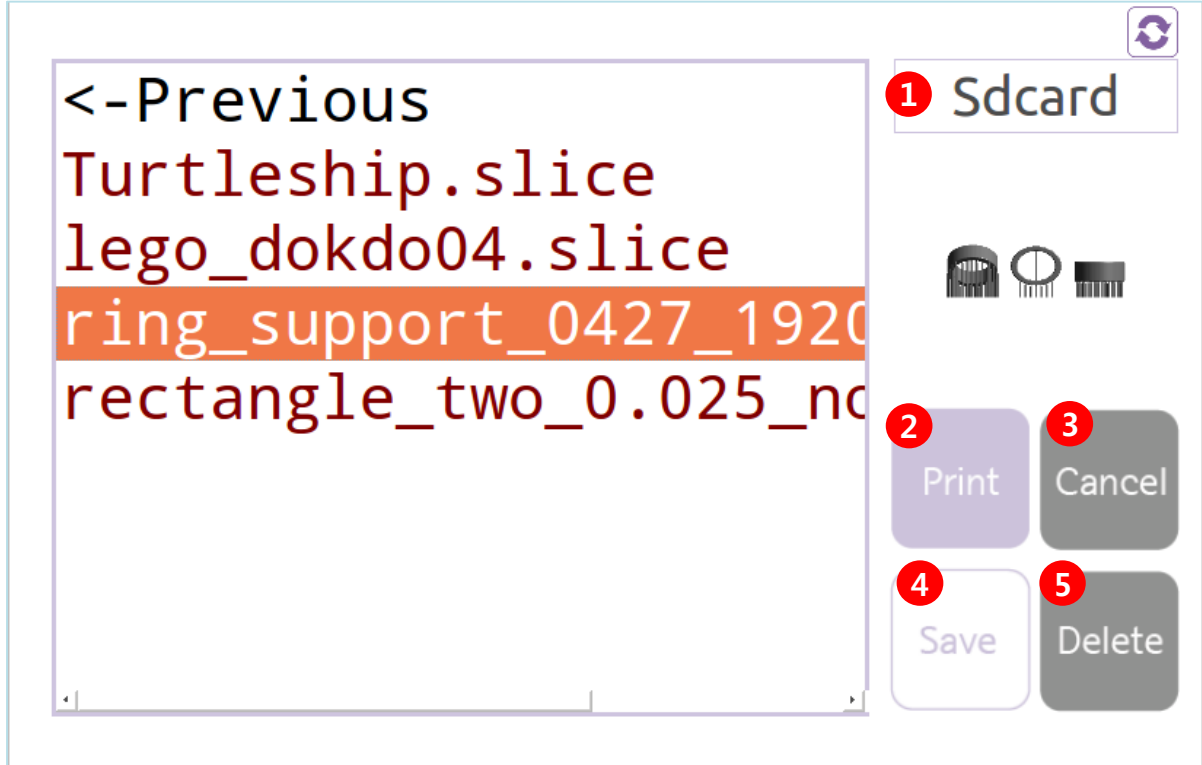 <-Previous
Turtleship.slice
lego_dokdo04.slice
ring_support_0427_1920
rectangle_two_0.025_no
1 Sdcard
2 Print
3 Cancel
4 Save
5 Delete